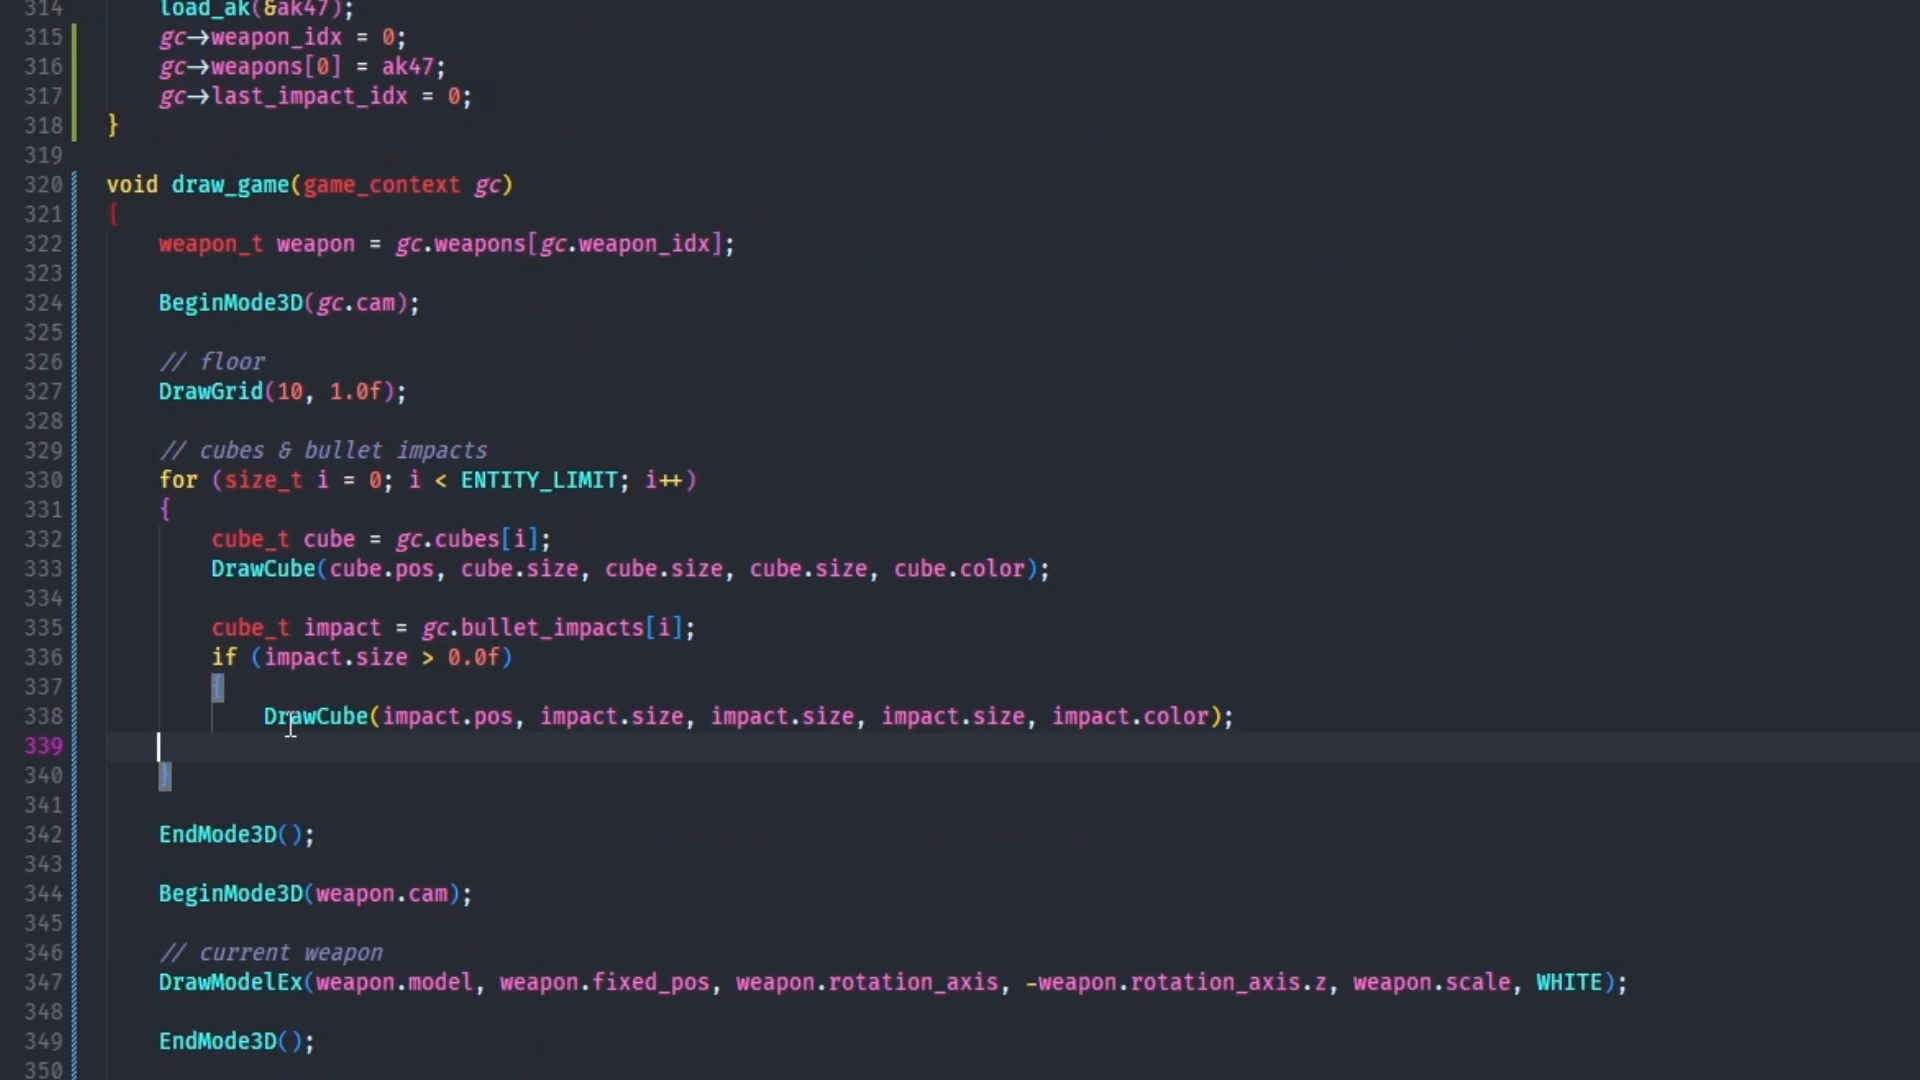 314 load_ak(&ak47);
315 gc->weapon_idx = 0;
316 gc->weapons[0] = ak47;
317 gc->last_impact_idx = 0;
318 }
319
320 void draw_game(game_context gc)
321 {
322 weapon_t weapon = gc.weapons[gc.weapon_idx];
323
324 BeginMode3D(gc.cam);
325
326 // floor
327 DrawGrid(10, 1.0f);
328
329 // cubes & bullet impacts
330 for (size_t i = 0; i < ENTITY_LIMIT; i++)
331 {
332 cube_t cube = gc.cubes[i];
333 DrawCube(cube.pos, cube.size, cube.size, cube.size, cube.color);
334
335 cube_t impact = gc.bullet_impacts[i];
336 if (impact.size > 0.0f)
337 {
338 DrawCube(impact.pos, impact.size, impact.size, impact.size, impact.color);
339
340 }
341
342 EndMode3D();
343
344 BeginMode3D(weapon.cam);
345
346 // current weapon
347 DrawModelEx(weapon.model, weapon.fixed_pos, weapon.rotation_axis, -weapon.rotation_axis.z, weapon.scale, WHITE);
348
349 EndMode3D();
350